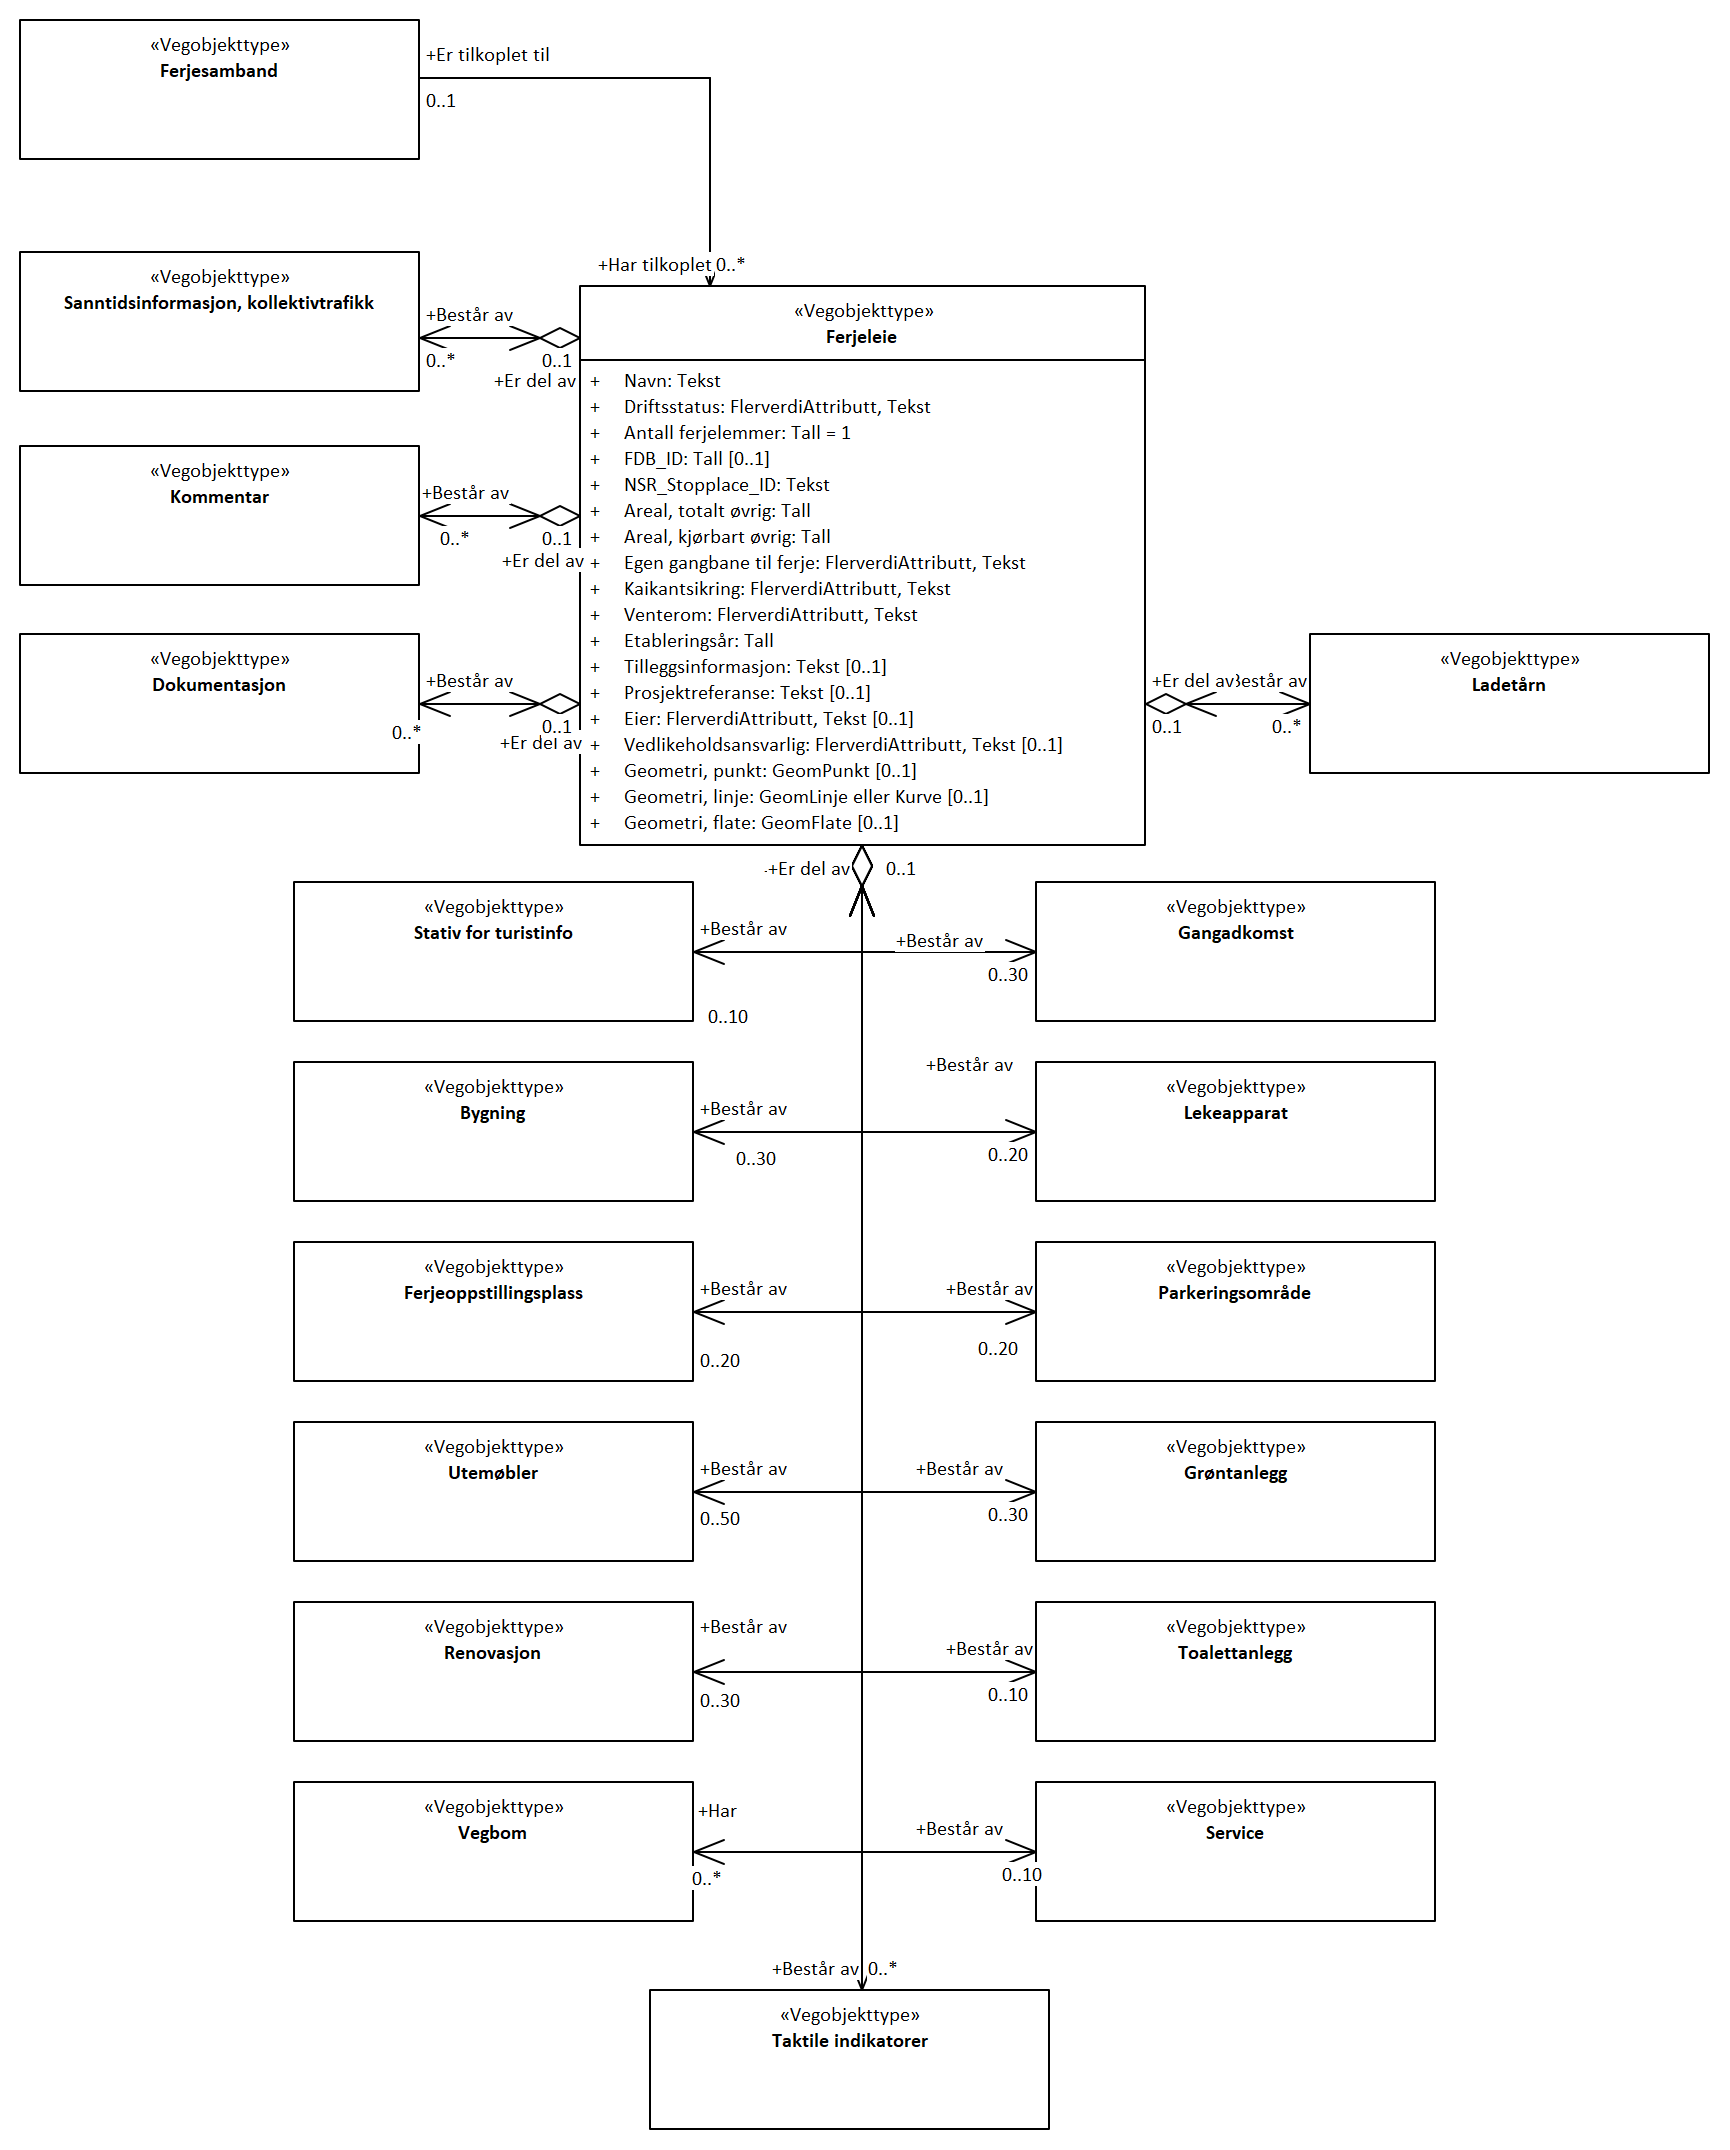 «Vegobjekttype»
Ferjesamband
+Er tilkoplet til
0..1
+Har tilkoplet 0..*
«Vegobjekttype»
Sanntidsinformasjon, kollektivtrafikk
+Består av
0..*
0..1
+Er del av
«Vegobjekttype»
Kommentar
+Består av
0..*
0..1
+Er del av
«Vegobjekttype»
Dokumentasjon
+Består av
0..*
0..1
+Er del av
«Vegobjekttype»
Ferjeleie
+ Navn: Tekst
+ Driftsstatus: FlerverdiAttributt, Tekst
+ Antall ferjelemmer: Tall = 1
+ FDB_ID: Tall [0..1]
+ NSR_Stopplace_ID: Tekst
+ Areal, totalt øvrig: Tall
+ Areal, kjørbart øvrig: Tall
+ Egen gangbane til ferje: FlerverdiAttributt, Tekst
+ Kaikantsikring: FlerverdiAttributt, Tekst
+ Venterom: FlerverdiAttributt, Tekst
+ Etableringsår: Tall
+ Tilleggsinformasjon: Tekst [0..1]
+ Prosjektreferanse: Tekst [0..1]
+ Eier: FlerverdiAttributt, Tekst [0..1]
+ Vedlikeholdsansvarlig: FlerverdiAttributt, Tekst [0..1]
+ Geometri, punkt: GeomPunkt [0..1]
+ Geometri, linje: GeomLinje eller Kurve [0..1]
+ Geometri, flate: GeomFlate [0..1]
+Er del av
0..1
Består av
0..*
«Vegobjekttype»
Ladetårn
+Er del av
0..1
«Vegobjekttype»
Stativ for turistinfo
+Består av
0..10
+Består av
0..30
«Vegobjekttype»
Gangadkomst
«Vegobjekttype»
Bygning
+Består av
0..30
+Består av
0..20
«Vegobjekttype»
Lekeapparat
«Vegobjekttype»
Ferjeoppstillingsplass
+Består av
0..20
+Består av
0..20
«Vegobjekttype»
Parkeringsområde
«Vegobjekttype»
Utemøbler
+Består av
0..50
+Består av
0..30
«Vegobjekttype»
Grøntanlegg
«Vegobjekttype»
Renovasjon
+Består av
0..30
+Består av
0..10
«Vegobjekttype»
Toalettanlegg
«Vegobjekttype»
Vegbom
+Har
0..*
+Består av
0..10
«Vegobjekttype»
Service
+Består av 0..*
«Vegobjekttype»
Taktile indikatorer